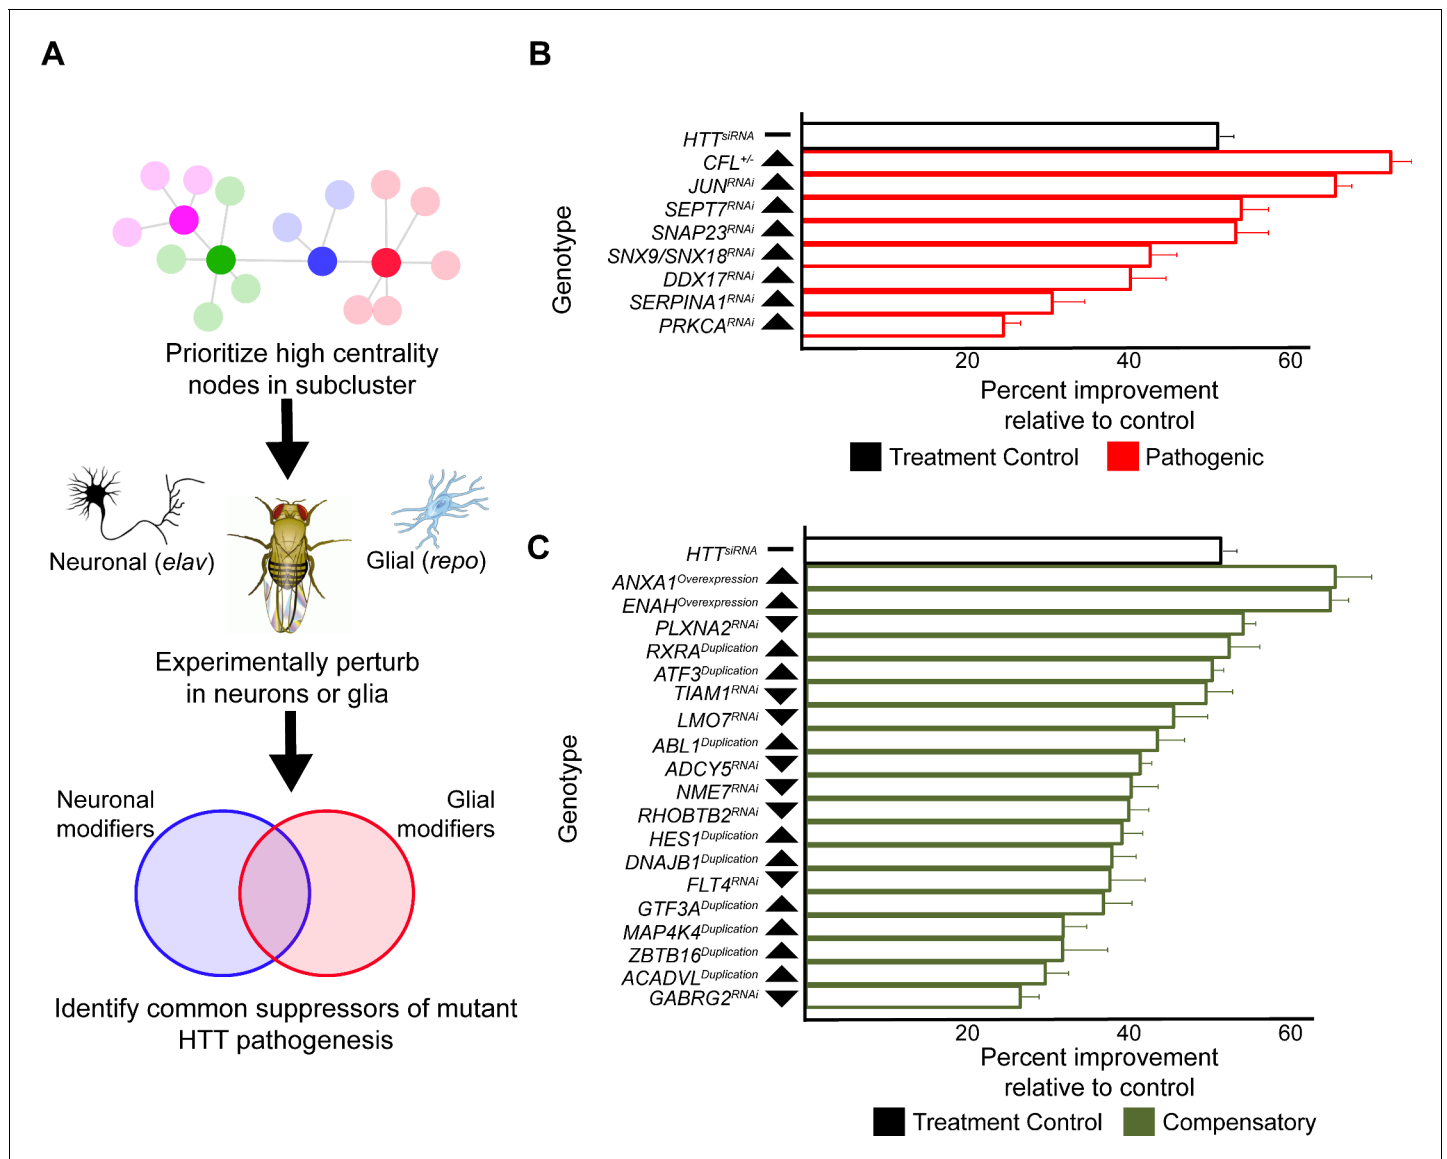 A
Prioritize high centrality
nodes in subcluster
Neuronal (elav)
Glial (repo)
Experimentally perturb
in neurons or glia
Neuronal
modifiers
Glial
modifiers
Identify common suppressors of mutant
HTT pathogenesis
B
Genotype
HTTsiRNA
CFL+/-
JUNRNAi
SEPT7RNAi
SNAP23RNAi
SNX9/SNX18RNAi
DDX17RNAi
SERPINA1RNAi
PRKCARNAi
20 40 60
Percent improvement
relative to control
Treatment Control Pathogenic
C
Genotype
HTTsiRNA
ANXA1Overexpression
ENAHOverexpression
PLXNA2RNAi
RXRADuplication
ATF3Duplication
TIAM1RNAi
LMO7RNAi
ABL1Duplication
ADCY5RNAi
NME7RNAi
RHOBTB2RNAi
HES1Duplication
DNAJB1Duplication
FLT4RNAi
GTF3ADuplication
MAP4K4Duplication
ZBTB16Duplication
ACADVLDuplication
GABRG2RNAi
20 40 60
Percent improvement
relative to control
Treatment Control Compensatory